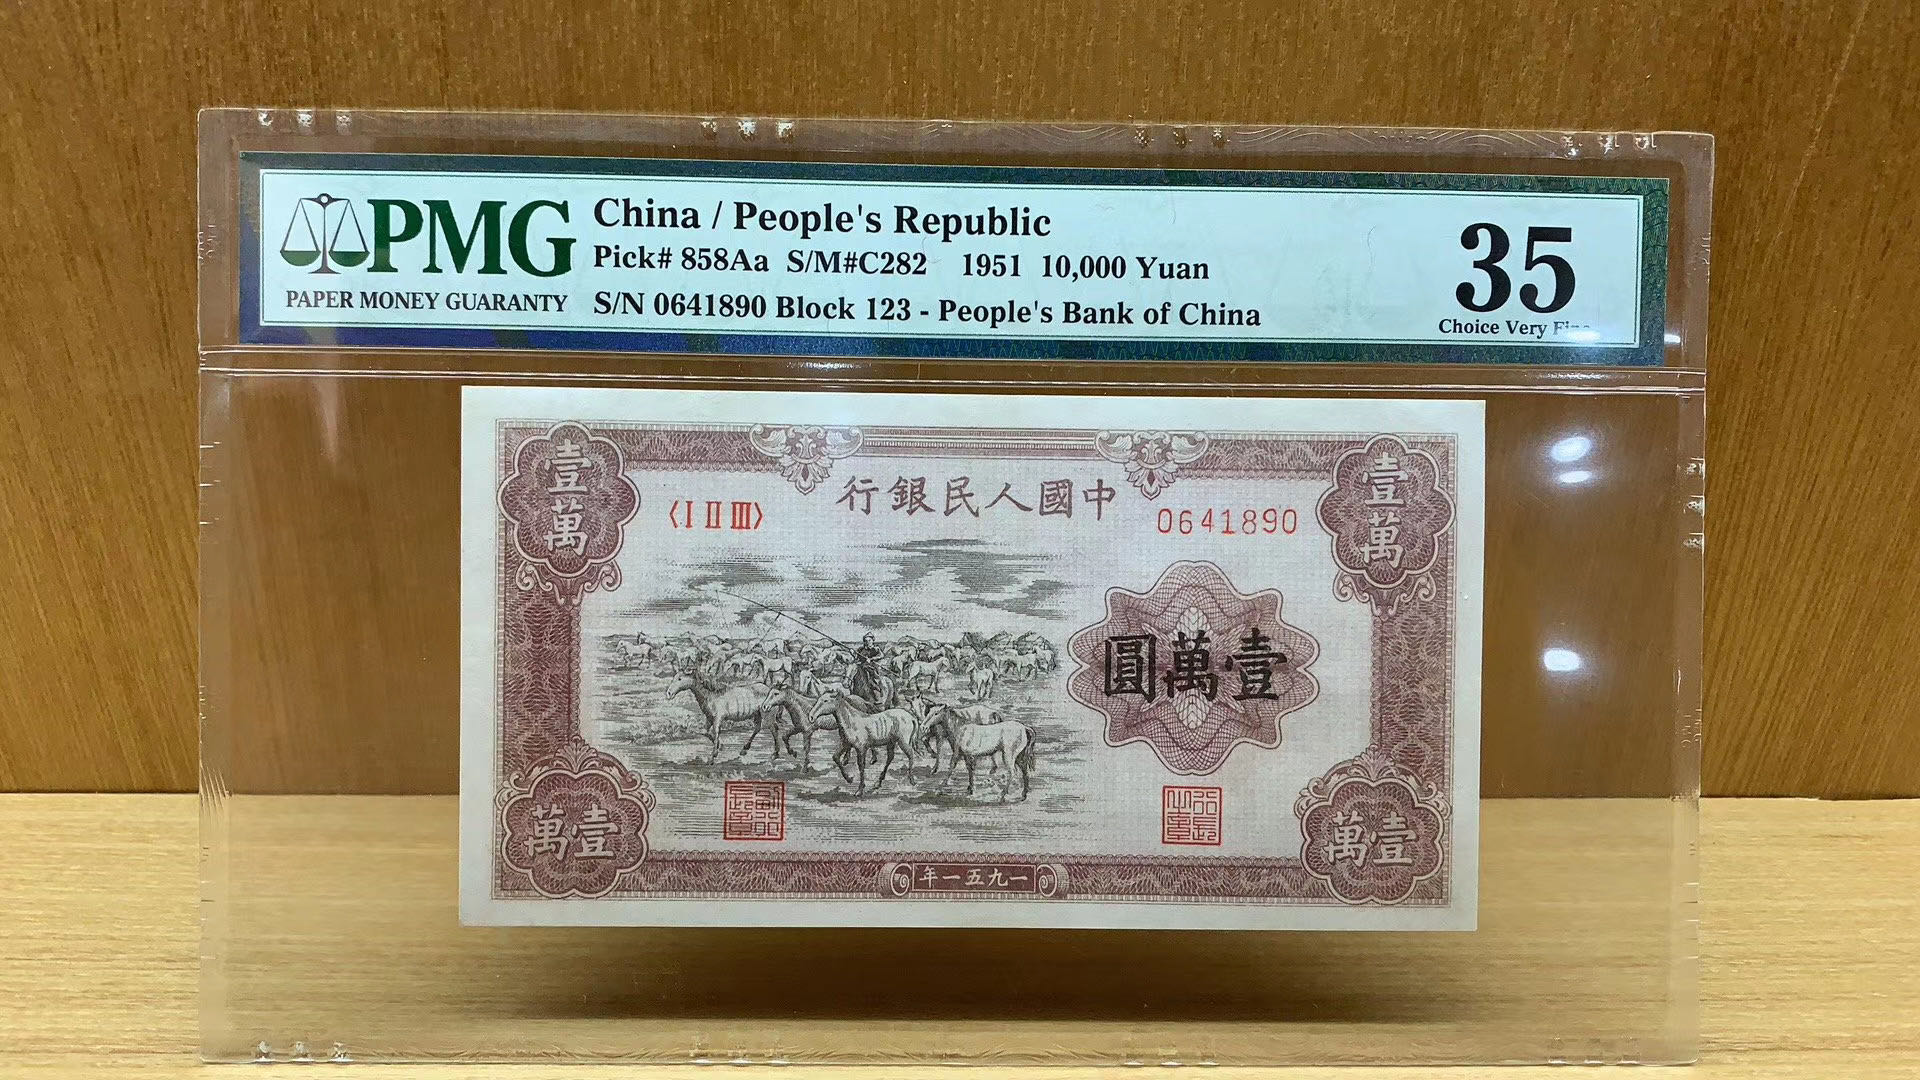 PMG
PAPER MONEY GUARANTY
China / People's Republic
Pick# 858Aa S/M#C282 1951 10,000 Yuan
S/N 0641890 Block 123 - People's Bank of China
35
Choice Very
壹萬
行銀民人國中
壹萬
〈I II III〉
0641890
圓萬壹
萬壹
年一五九一
萬壹